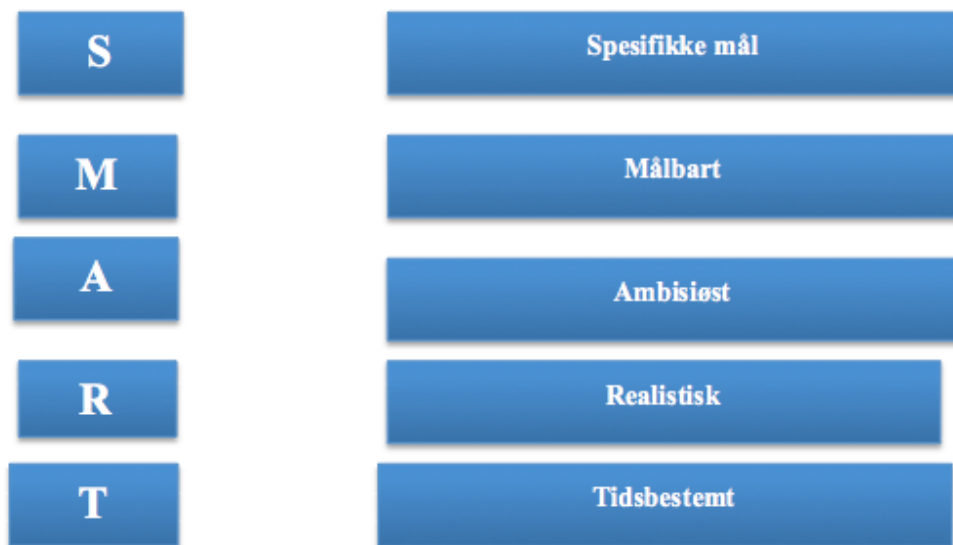 S
Spesifikke mål
M
Målbart
A
Ambisiøst
R
Realistisk
T
Tidsbestemt